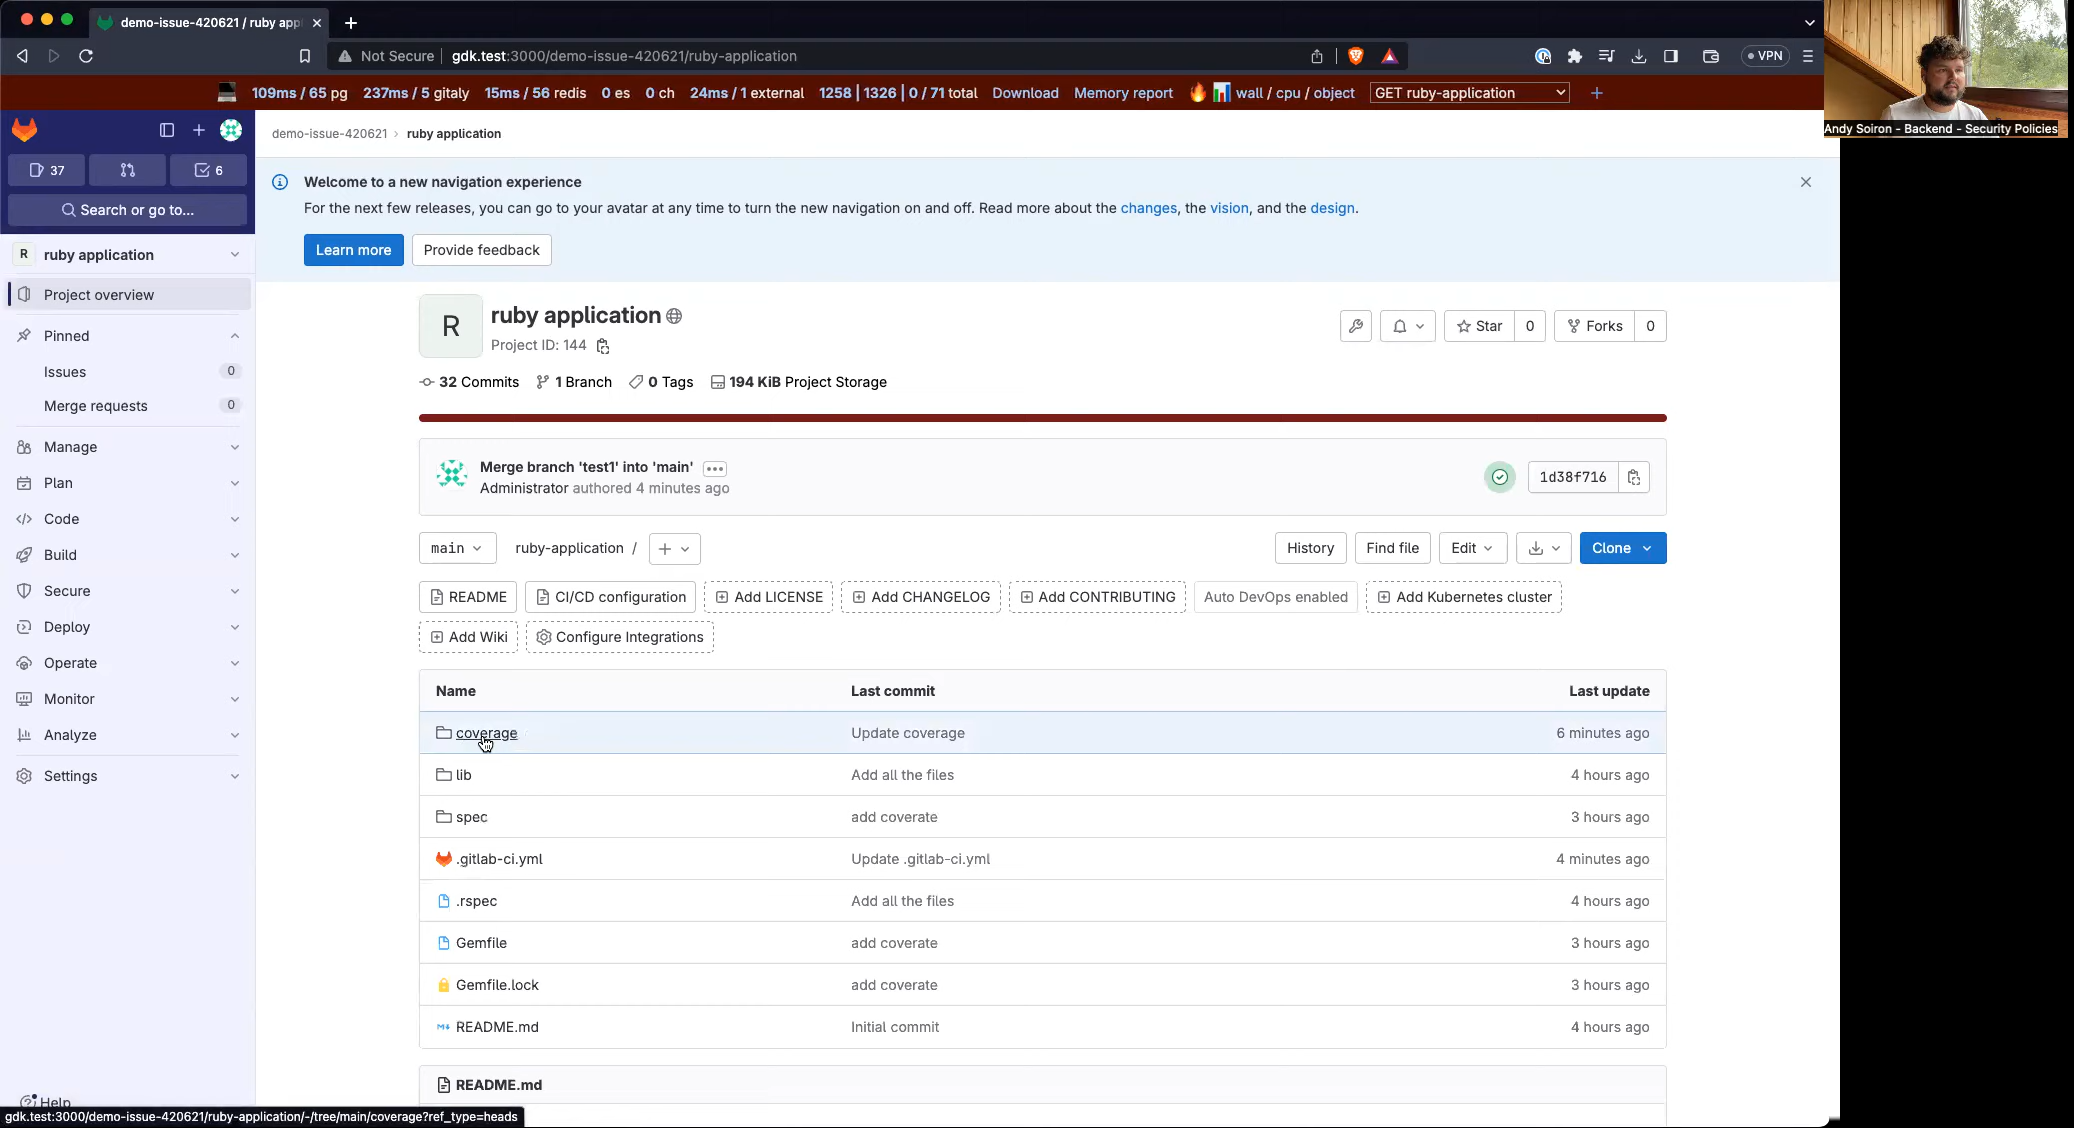 demo-issue-420621 / ruby app
Not Secure gdk.test:3000/demo-issue-420621/ruby-application
VPN
109ms / 65 pg 237ms / 5 gitaly 15ms / 56 redis 0 es 0 ch 24ms / 1 external 1258 | 1326 | 0 / 71 total Download Memory report wall / cpu / object GET ruby-application +
Andy Soiron - Backend - Security Policies
37
6
Search or go to...
R ruby application
Project overview
Pinned
Issues 0
Merge requests 0
Manage
Plan
Code
Build
Secure
Deploy
Operate
Monitor
Analyze
Settings
Help
demo-issue-420621 › ruby application
Welcome to a new navigation experience
For the next few releases, you can go to your avatar at any time to turn the new navigation on and off. Read more about the changes, the vision, and the design.
Learn more Provide feedback
R
ruby application
Project ID: 144
Star 0 Forks 0
32 Commits 1 Branch 0 Tags 194 KiB Project Storage
Merge branch 'test1' into 'main'
Administrator authored 4 minutes ago
1d38f716
main ruby-application / + History Find file Edit Clone
README CI/CD configuration Add LICENSE Add CHANGELOG Add CONTRIBUTING Auto DevOps enabled Add Kubernetes cluster
Add Wiki Configure Integrations
Name Last commit Last update
coverage Update coverage 6 minutes ago
lib Add all the files 4 hours ago
spec add coverate 3 hours ago
.gitlab-ci.yml Update .gitlab-ci.yml 4 minutes ago
.rspec Add all the files 4 hours ago
Gemfile add coverate 3 hours ago
Gemfile.lock add coverate 3 hours ago
README.md Initial commit 4 hours ago
README.md
gdk.test:3000/demo-issue-420621/ruby-application/-/tree/main/coverage?ref_type=heads